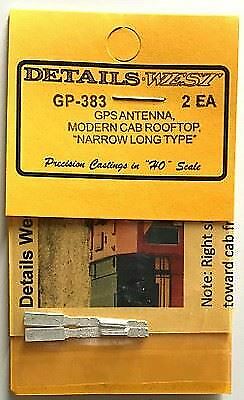 DETAILS WEST
GP-383 2 EA
GPS ANTENNA,
MODERN CAB ROOFTOP,
"NARROW LONG TYPE"
Precision Castings in "HO" Scale
Details We
Note: Right s
toward cab f